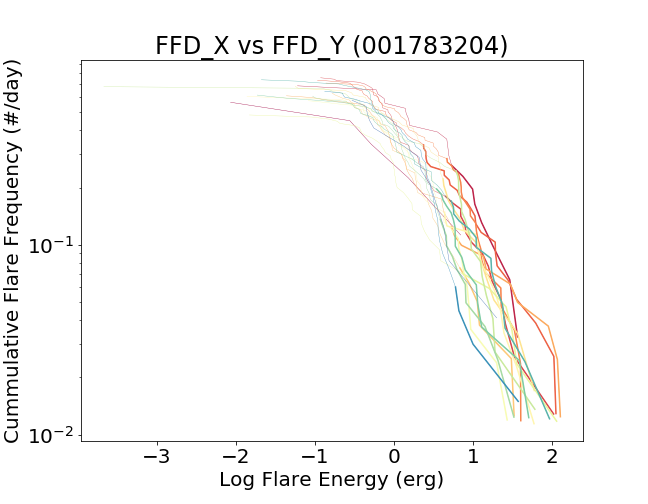 FFD_X vs FFD_Y (001783204)
Cummulative Flare Frequency (#/day)
10⁻¹
10⁻²
−3 −2 −1 0 1 2
Log Flare Energy (erg)